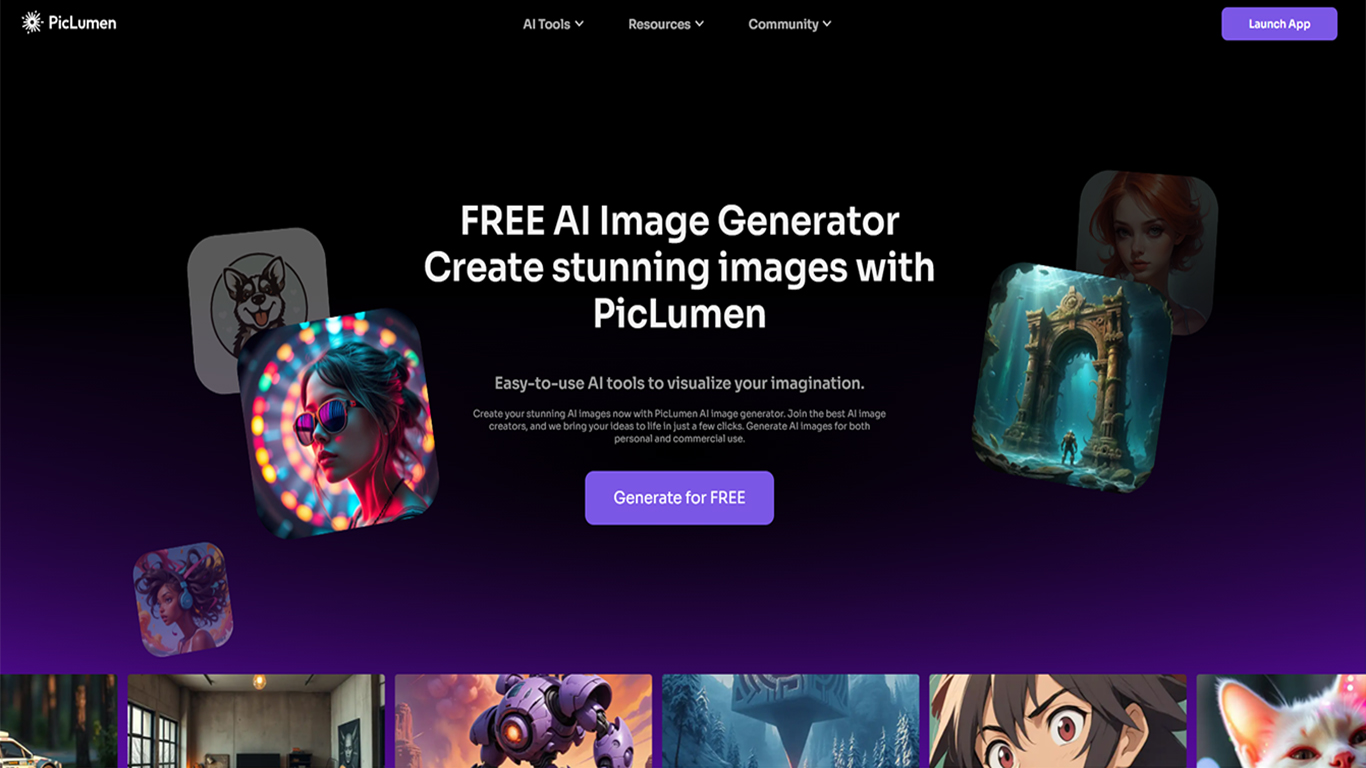 PicLumen
AI Tools
Resources
Community
Launch App
FREE AI Image Generator
Create stunning images with
PicLumen
Easy-to-use AI tools to visualize your imagination.
Create your stunning AI images now with PicLumen AI image generator. Join the best AI image
creators, and we bring your ideas to life in just a few clicks. Generate AI images for both
personal and commercial use.
Generate for FREE